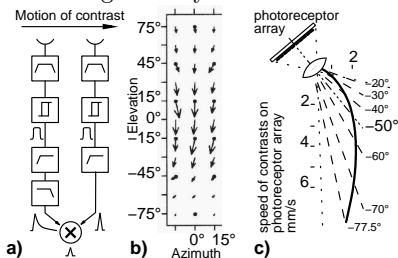 Motion of contrast
a)
75°
45°
15°
0°
-15°
-45°
-75°
Elevation
0° 15°
Azimuth
b)
photoreceptor
array
2
-20°
-30°
-40°
-50°
-60°
-70°
-77.5°
2
4
6
speed of contrasts on
photoreceptor array
mm/s
c)